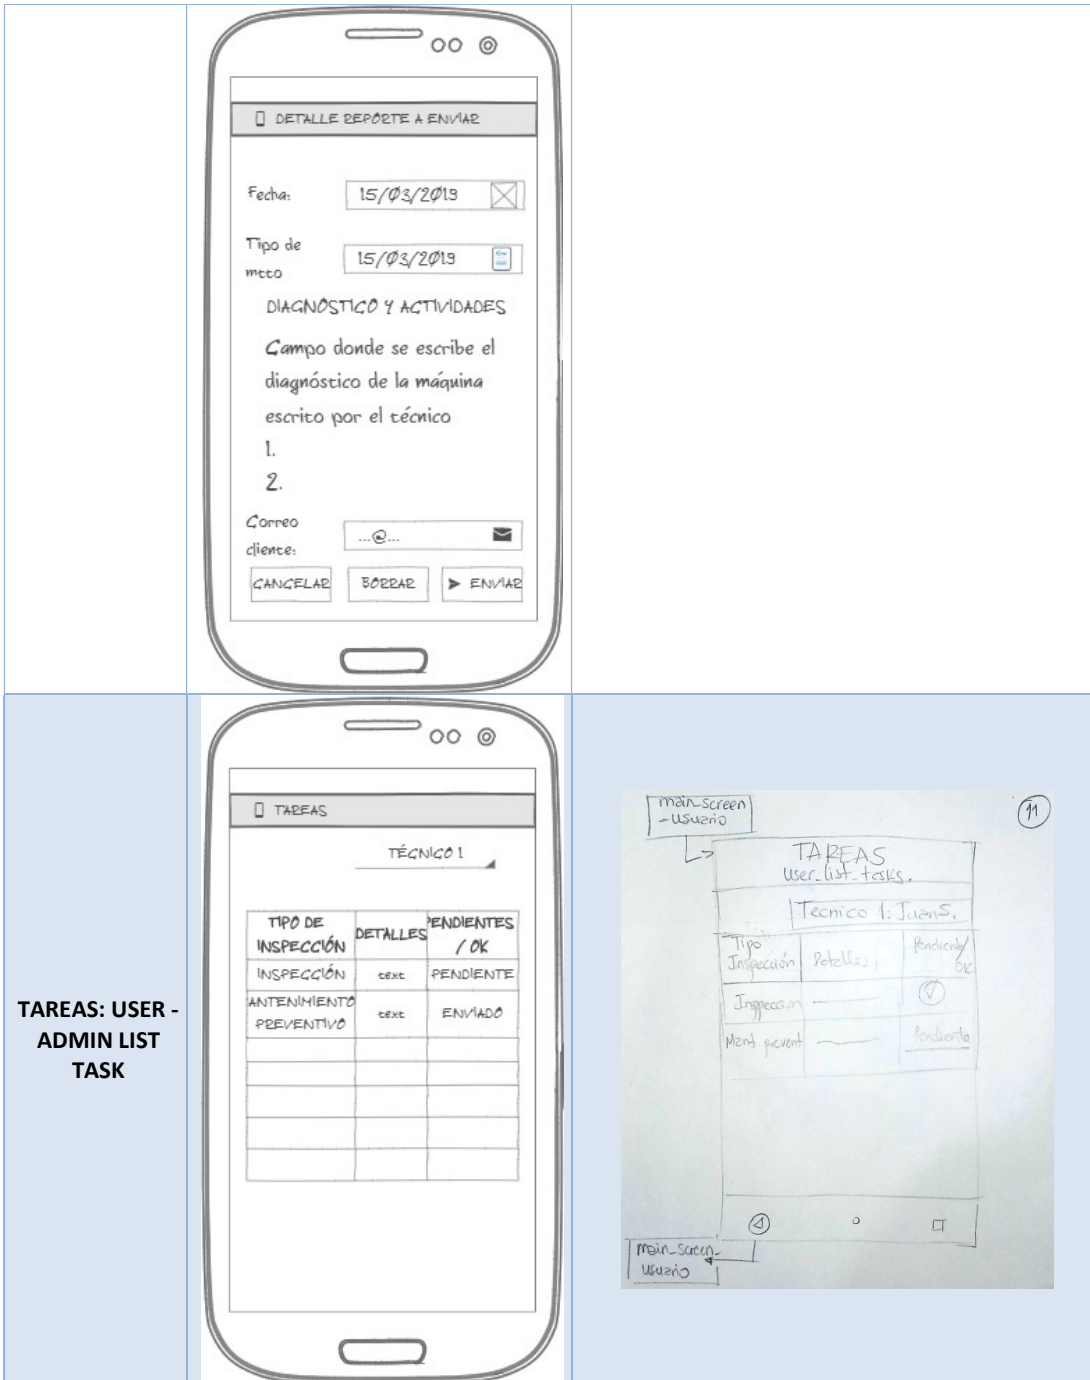 DETALLE REPORTE A ENVIAR
Fecha:
15/03/2019
Tipo de
mtto
15/03/2019
DIAGNÓSTICO Y ACTIVIDADES
Campo donde se escribe el
diagnóstico de la máquina
escrito por el técnico
1.
2.
Correo
cliente:
...@...
CANCELAR BORRAR ENVIAR
TAREAS: USER -
ADMIN LIST
TASK
TAREAS
TÉCNICO 1
TIPO DE
INSPECCIÓN
DETALLES
PENDIENTES
/ OK
INSPECCIÓN text PENDIENTE
ANTENIMIENTO
PREVENTIVO
text ENVIADO
main_screen
-usuario
11
TAREAS
user_list_tasks.
Tecnico 1: Juan S.
Tipo
Inspección
Detalles
Pendiente/
OK
Inspeccion
Mant. prevent
Pendiente
main_screen_
usuario